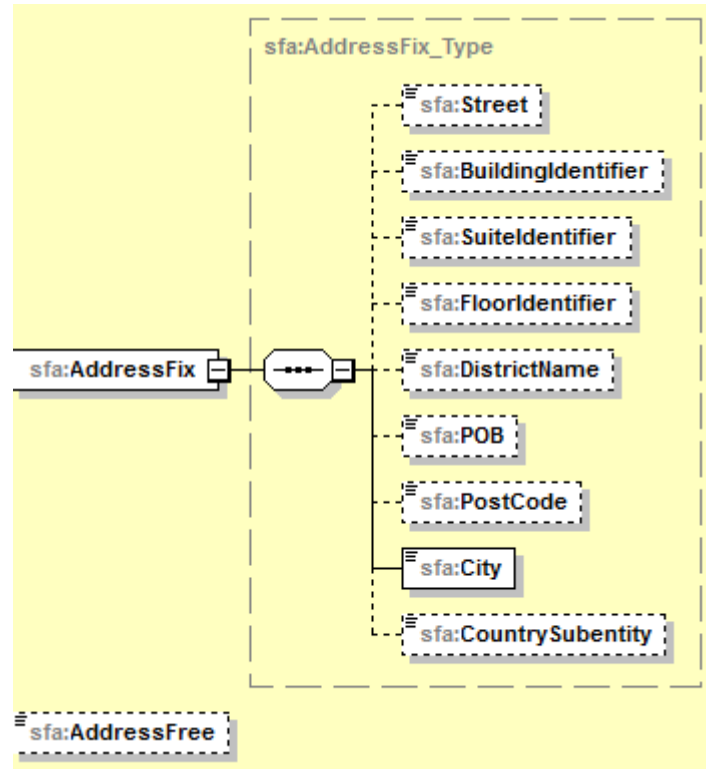 sfa:AddressFix_Type
sfa:Street
sfa:BuildingIdentifier
sfa:SuiteIdentifier
sfa:FloorIdentifier
sfa:AddressFix
sfa:DistrictName
sfa:POB
sfa:PostCode
sfa:City
sfa:CountrySubentity
sfa:AddressFree